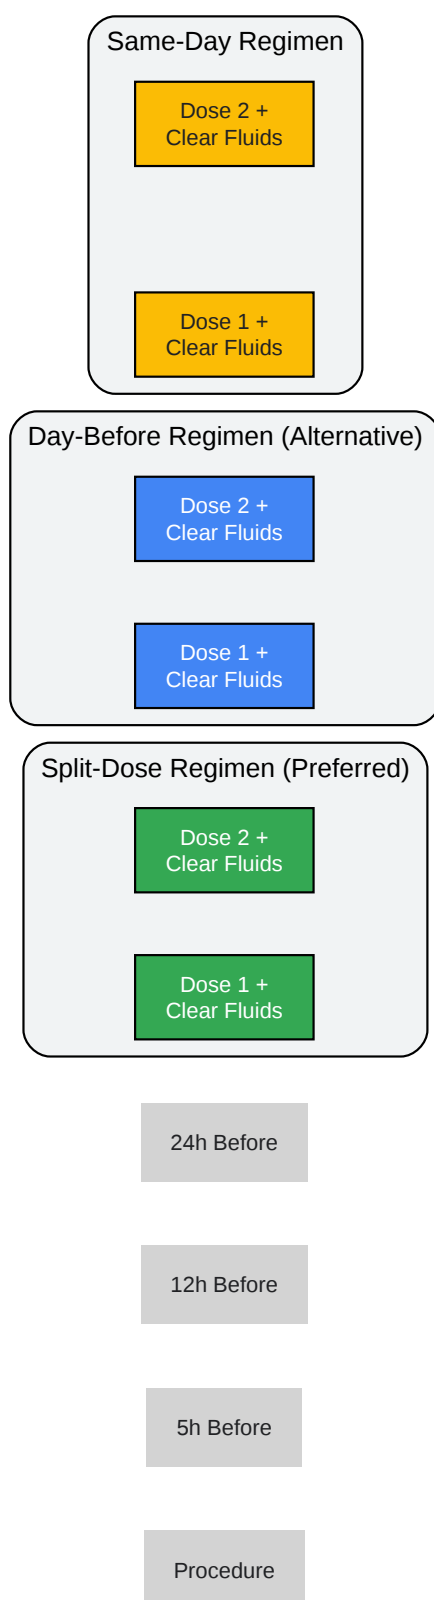 Same-Day Regimen
Dose 2 +
Clear Fluids
Dose 1 +
Clear Fluids
Day-Before Regimen (Alternative)
Dose 2 +
Clear Fluids
Dose 1 +
Clear Fluids
Split-Dose Regimen (Preferred)
Dose 2 +
Clear Fluids
Dose 1 +
Clear Fluids
24h Before
12h Before
5h Before
Procedure